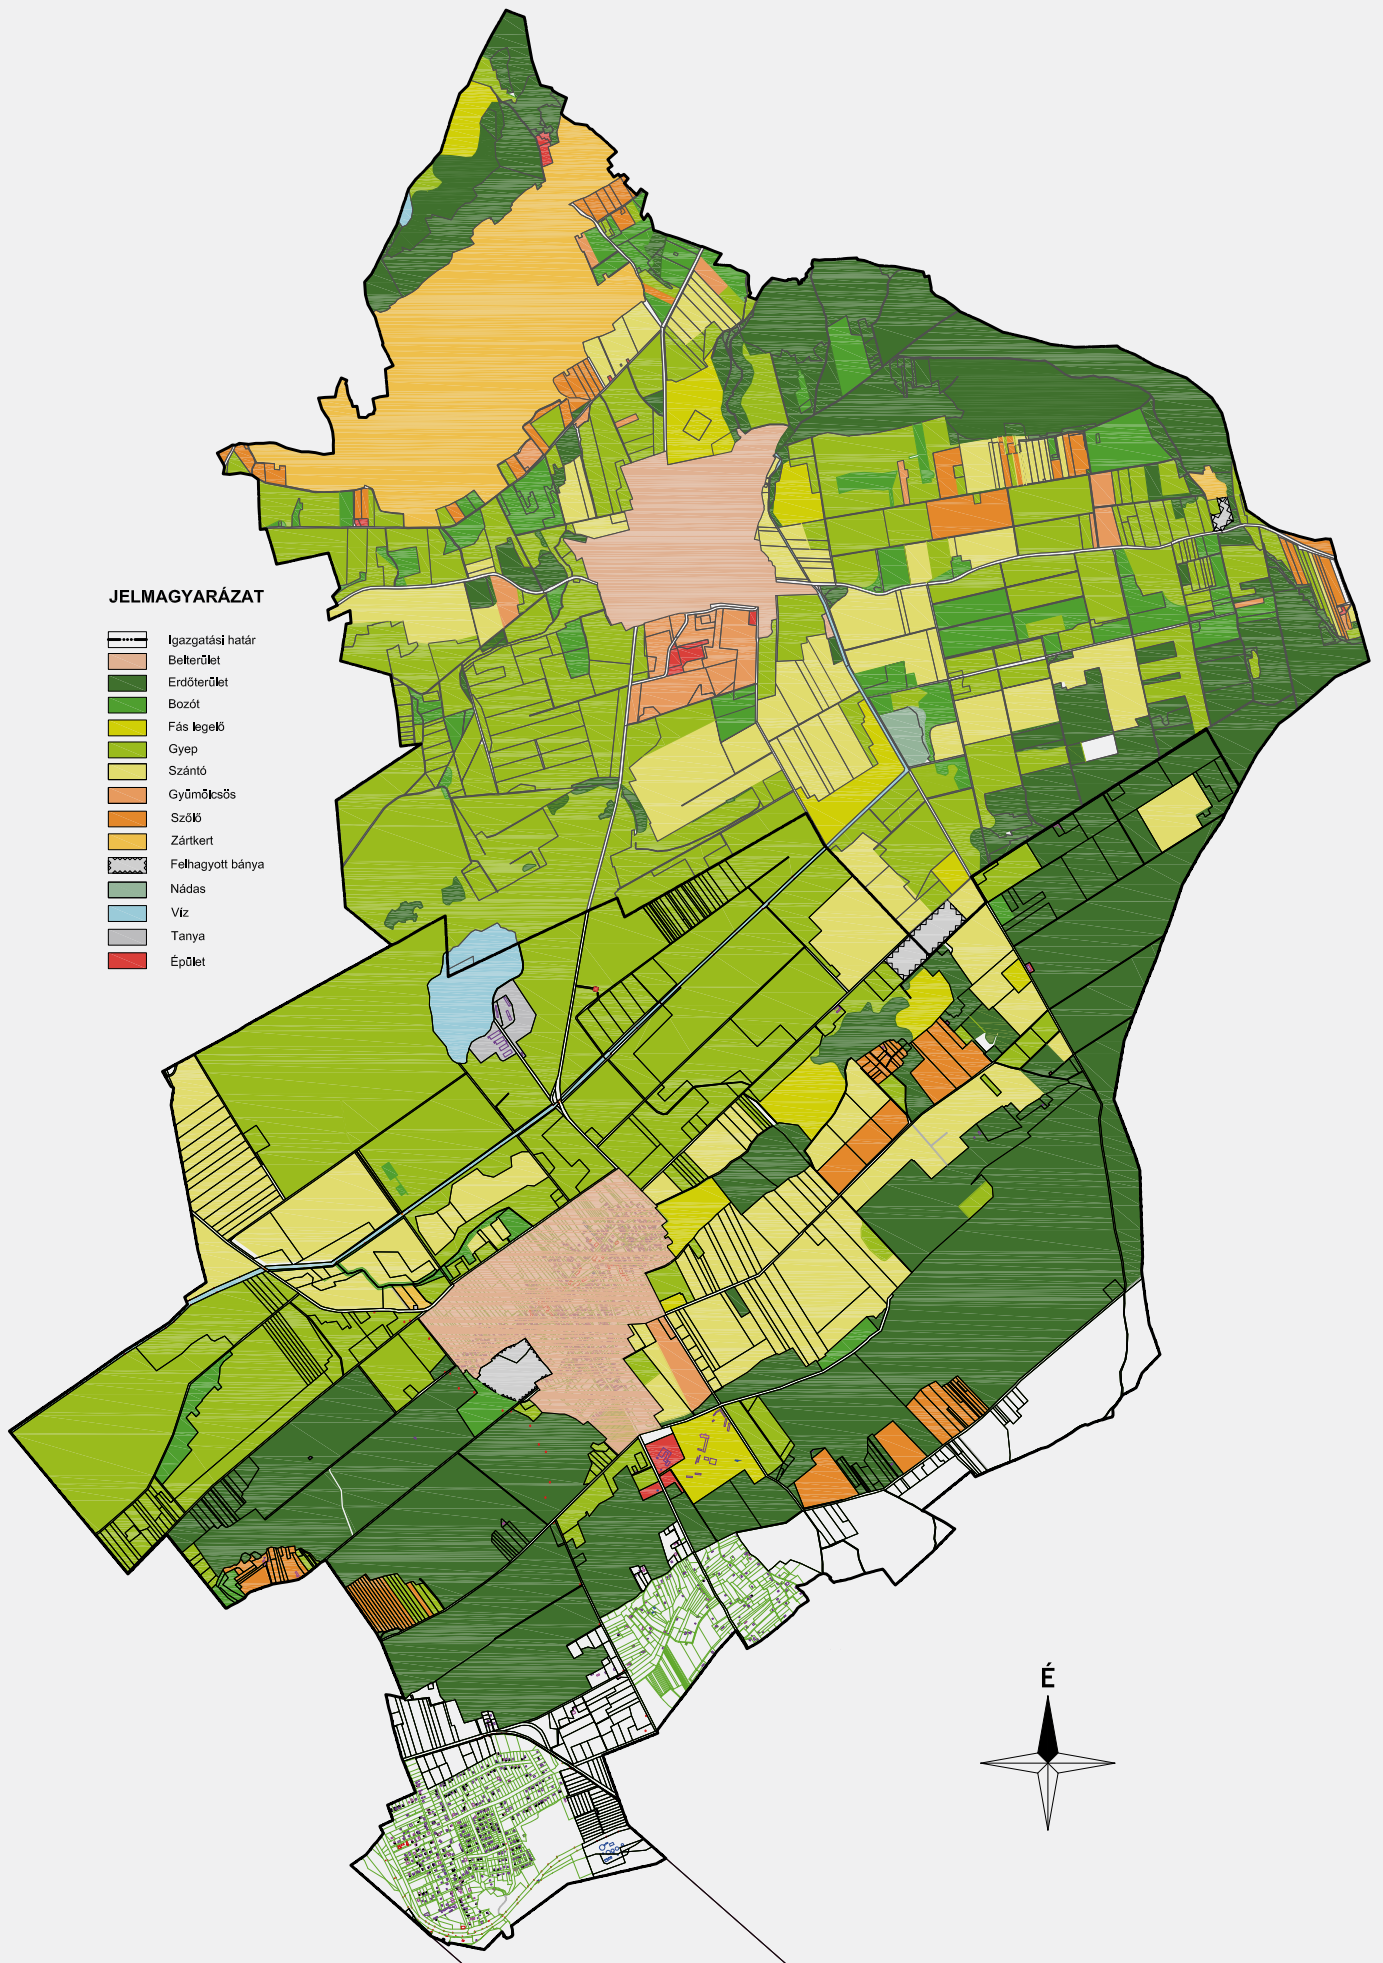 JELMAGYARÁZAT
Igazgatási határ
Belterület
Erdőterület
Bozót
Fás legelő
Gyep
Szántó
Gyümölcsös
Szőlő
Zártkert
Felhagyott bánya
Nádas
Víz
Tanya
Épület
É